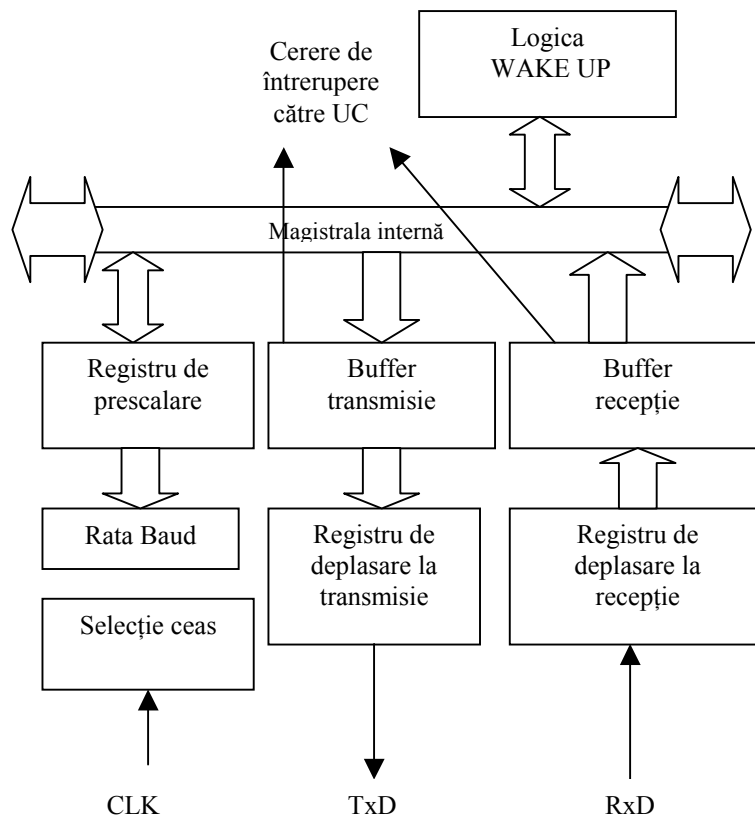 Cerere de
întrerupere
către UC
Logica
WAKE UP
Magistrala internă
Registru de
prescalare
Buffer
transmisie
Buffer
recepție
Rata Baud
Registru de
deplasare la
transmisie
Registru de
deplasare la
recepție
Selecție ceas
CLK
TxD
RxD